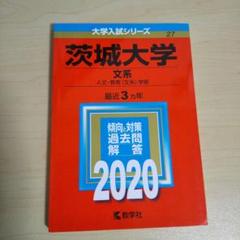 大学入試シリーズ
27
茨城大学
文系
人文・教育〈文系〉学部
最近3カ年
傾向と対策
過去問
解答
2020
教学社